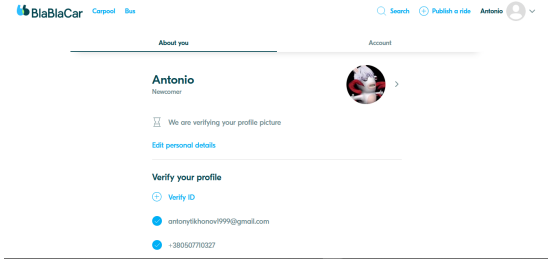 BlaBlaCar Carpool Bus Search Publish a ride Antonio
About you Account
Antonio
Newcomer
We are verifying your profile picture
Edit personal details
Verify your profile
Verify ID
antonytikhonov1999@gmail.com
+380507710327